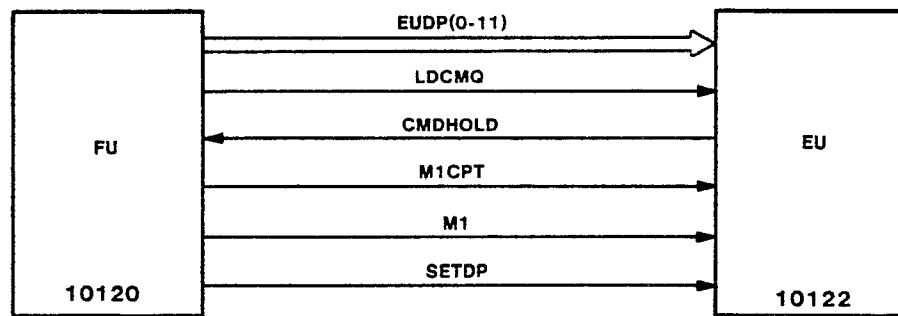 EUDP(0-11)
LDCMQ
CMDHOLD
FU
EU
M1CPT
M1
SETDP
10120
10122